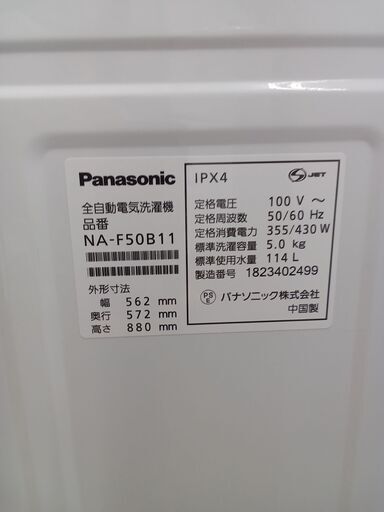 Panasonic
全自動電気洗濯機
品番
NA-F50B11
外形寸法
幅 562 mm
奥行 572 mm
高さ 880 mm
IPX4
S JET
定格電圧 100 V ～
定格周波数 50/60 Hz
定格消費電力 355/430 W
標準洗濯容量 5.0 kg
標準使用水量 114 L
製造番号 1823402499
PS E パナソニック株式会社
中国製